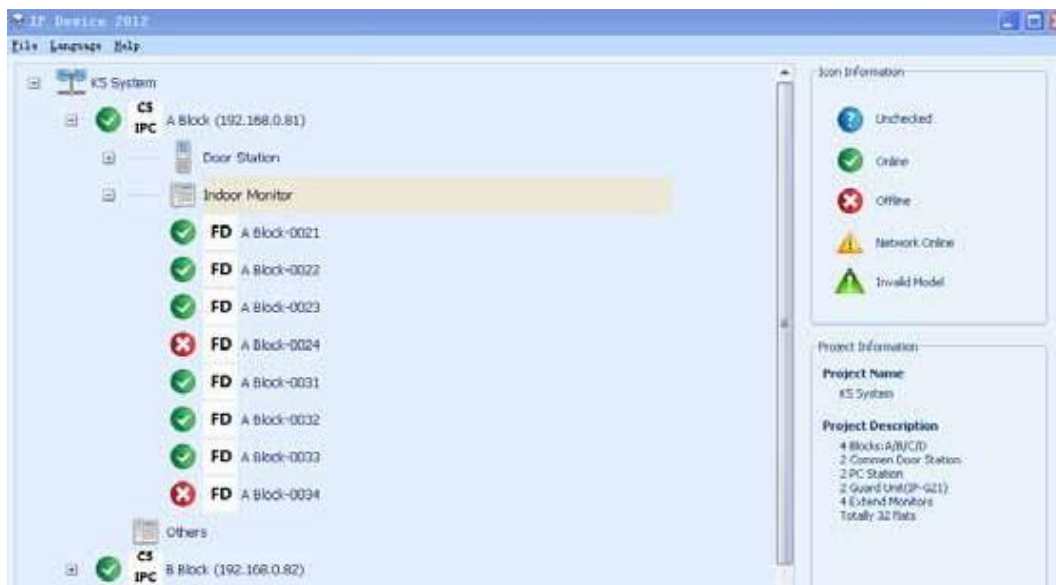 IP Device 2012
File Language Help
KS System
CS
IPC
A Block (192.168.0.81)
Door Station
Indoor Monitor
FD A Block-0021
FD A Block-0022
FD A Block-0023
FD A Block-0024
FD A Block-0031
FD A Block-0032
FD A Block-0033
FD A Block-0034
Others
CS
IPC
B Block (192.168.0.82)
Icon Information
Unchecked
Online
Offline
Network Online
Invalid Model
Project Information
Project Name
KS System
Project Description
4 Blocks:A/B/C/D
2 Commen Door Station
2 PC Station
2 Guard Unit(IP-G21)
4 Extend Monitors
Totally 32 flats